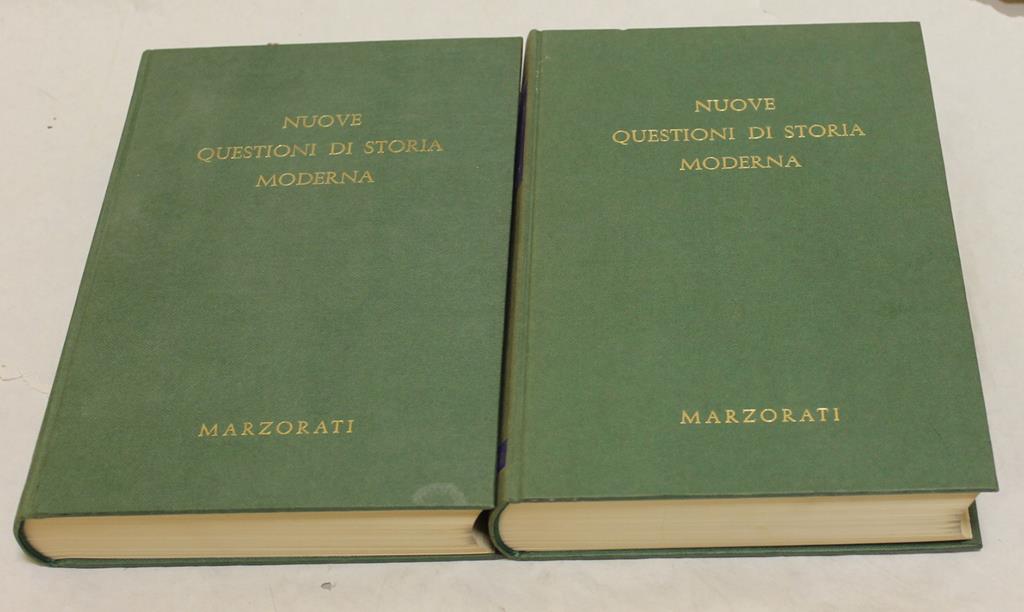 NUOVE
QUESTIONI DI STORIA
MODERNA
MARZORATI
NUOVE
QUESTIONI DI STORIA
MODERNA
MARZORATI